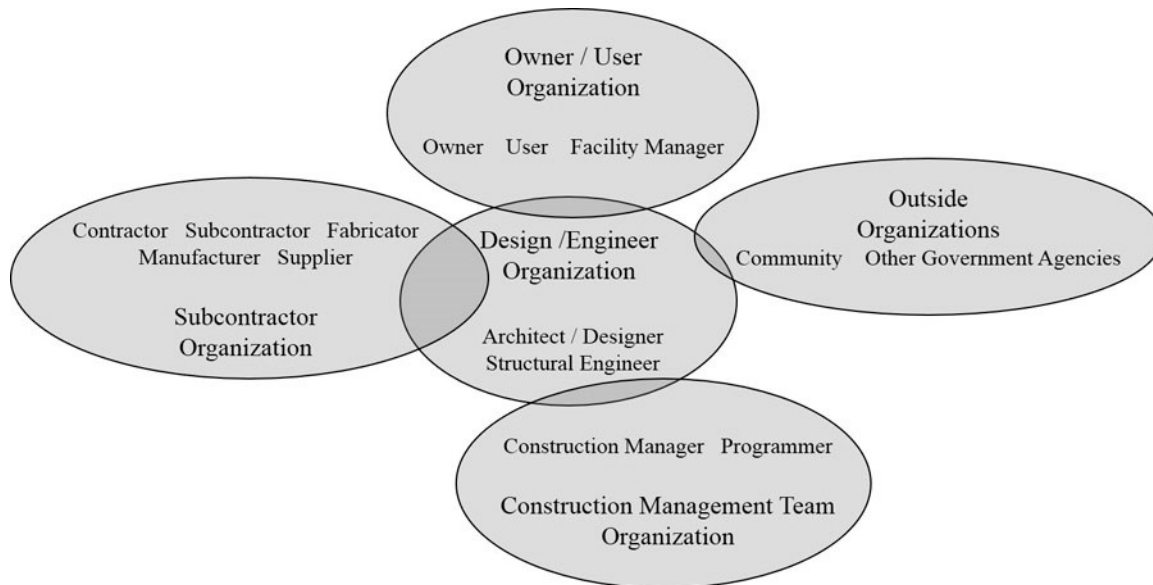 Owner / User
Organization
Owner User Facility Manager
Outside
Organizations
Community Other Government Agencies
Contractor Subcontractor Fabricator
Manufacturer Supplier
Subcontractor
Organization
Design /Engineer
Organization
Architect / Designer
Structural Engineer
Construction Manager Programmer
Construction Management Team
Organization